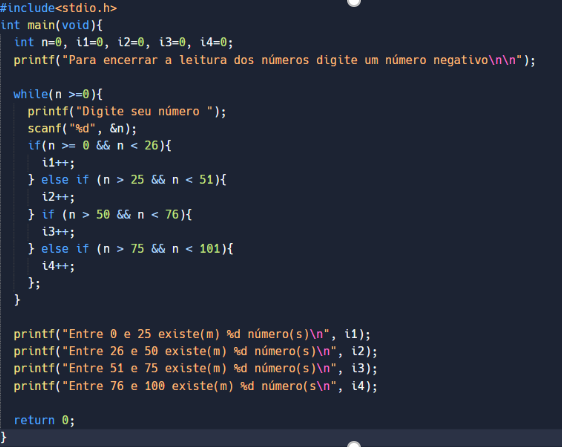 #include<stdio.h>
int main(void){
  int n=0, i1=0, i2=0, i3=0, i4=0;
  printf("Para encerrar a leitura dos números digite um número negativo\n\n");
  while(n >=0){
    printf("Digite seu número ");
    scanf("%d", &n);
    if(n >= 0 && n < 26){
      i1++;
    } else if (n > 25 && n < 51){
      i2++;
    } if (n > 50 && n < 76){
      i3++;
    } else if (n > 75 && n < 101){
      i4++;
    };
  }
  printf("Entre 0 e 25 existe(m) %d número(s)\n", i1);
  printf("Entre 26 e 50 existe(m) %d número(s)\n", i2);
  printf("Entre 51 e 75 existe(m) %d número(s)\n", i3);
  printf("Entre 76 e 100 existe(m) %d número(s\n", i4);
  return 0;
}